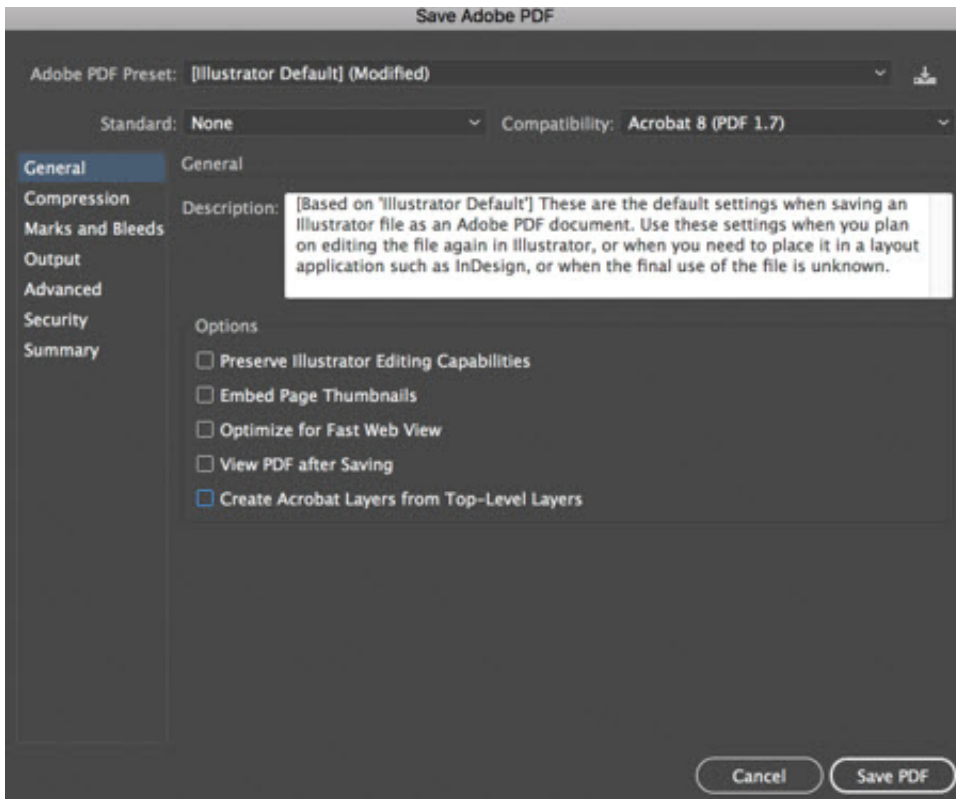 Save Adobe PDF
Adobe PDF Preset: [Illustrator Default] (Modified)
Standard: None Compatibility: Acrobat 8 (PDF 1.7)
General
Compression
Marks and Bleeds
Output
Advanced
Security
Summary
General
Description: [Based on 'Illustrator Default'] These are the default settings when saving an
Illustrator file as an Adobe PDF document. Use these settings when you plan
on editing the file again in Illustrator, or when you need to place it in a layout
application such as InDesign, or when the final use of the file is unknown.
Options
Preserve Illustrator Editing Capabilities
Embed Page Thumbnails
Optimize for Fast Web View
View PDF after Saving
Create Acrobat Layers from Top-Level Layers
Cancel Save PDF